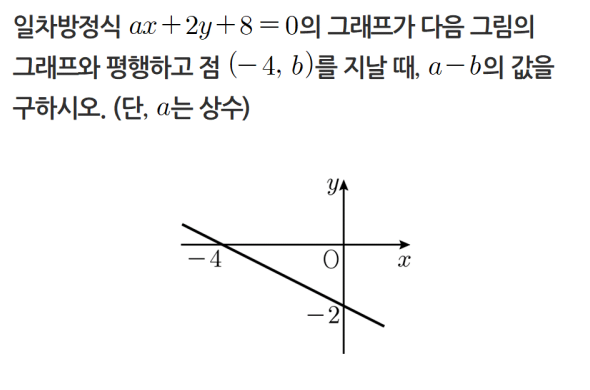 일차방정식 ax+2y+8=0의 그래프가 다음 그림의
그래프와 평행하고 점 (-4, b)를 지날 때, a-b의 값을
구하시오. (단, a는 상수)
y
-4
O
x
-2